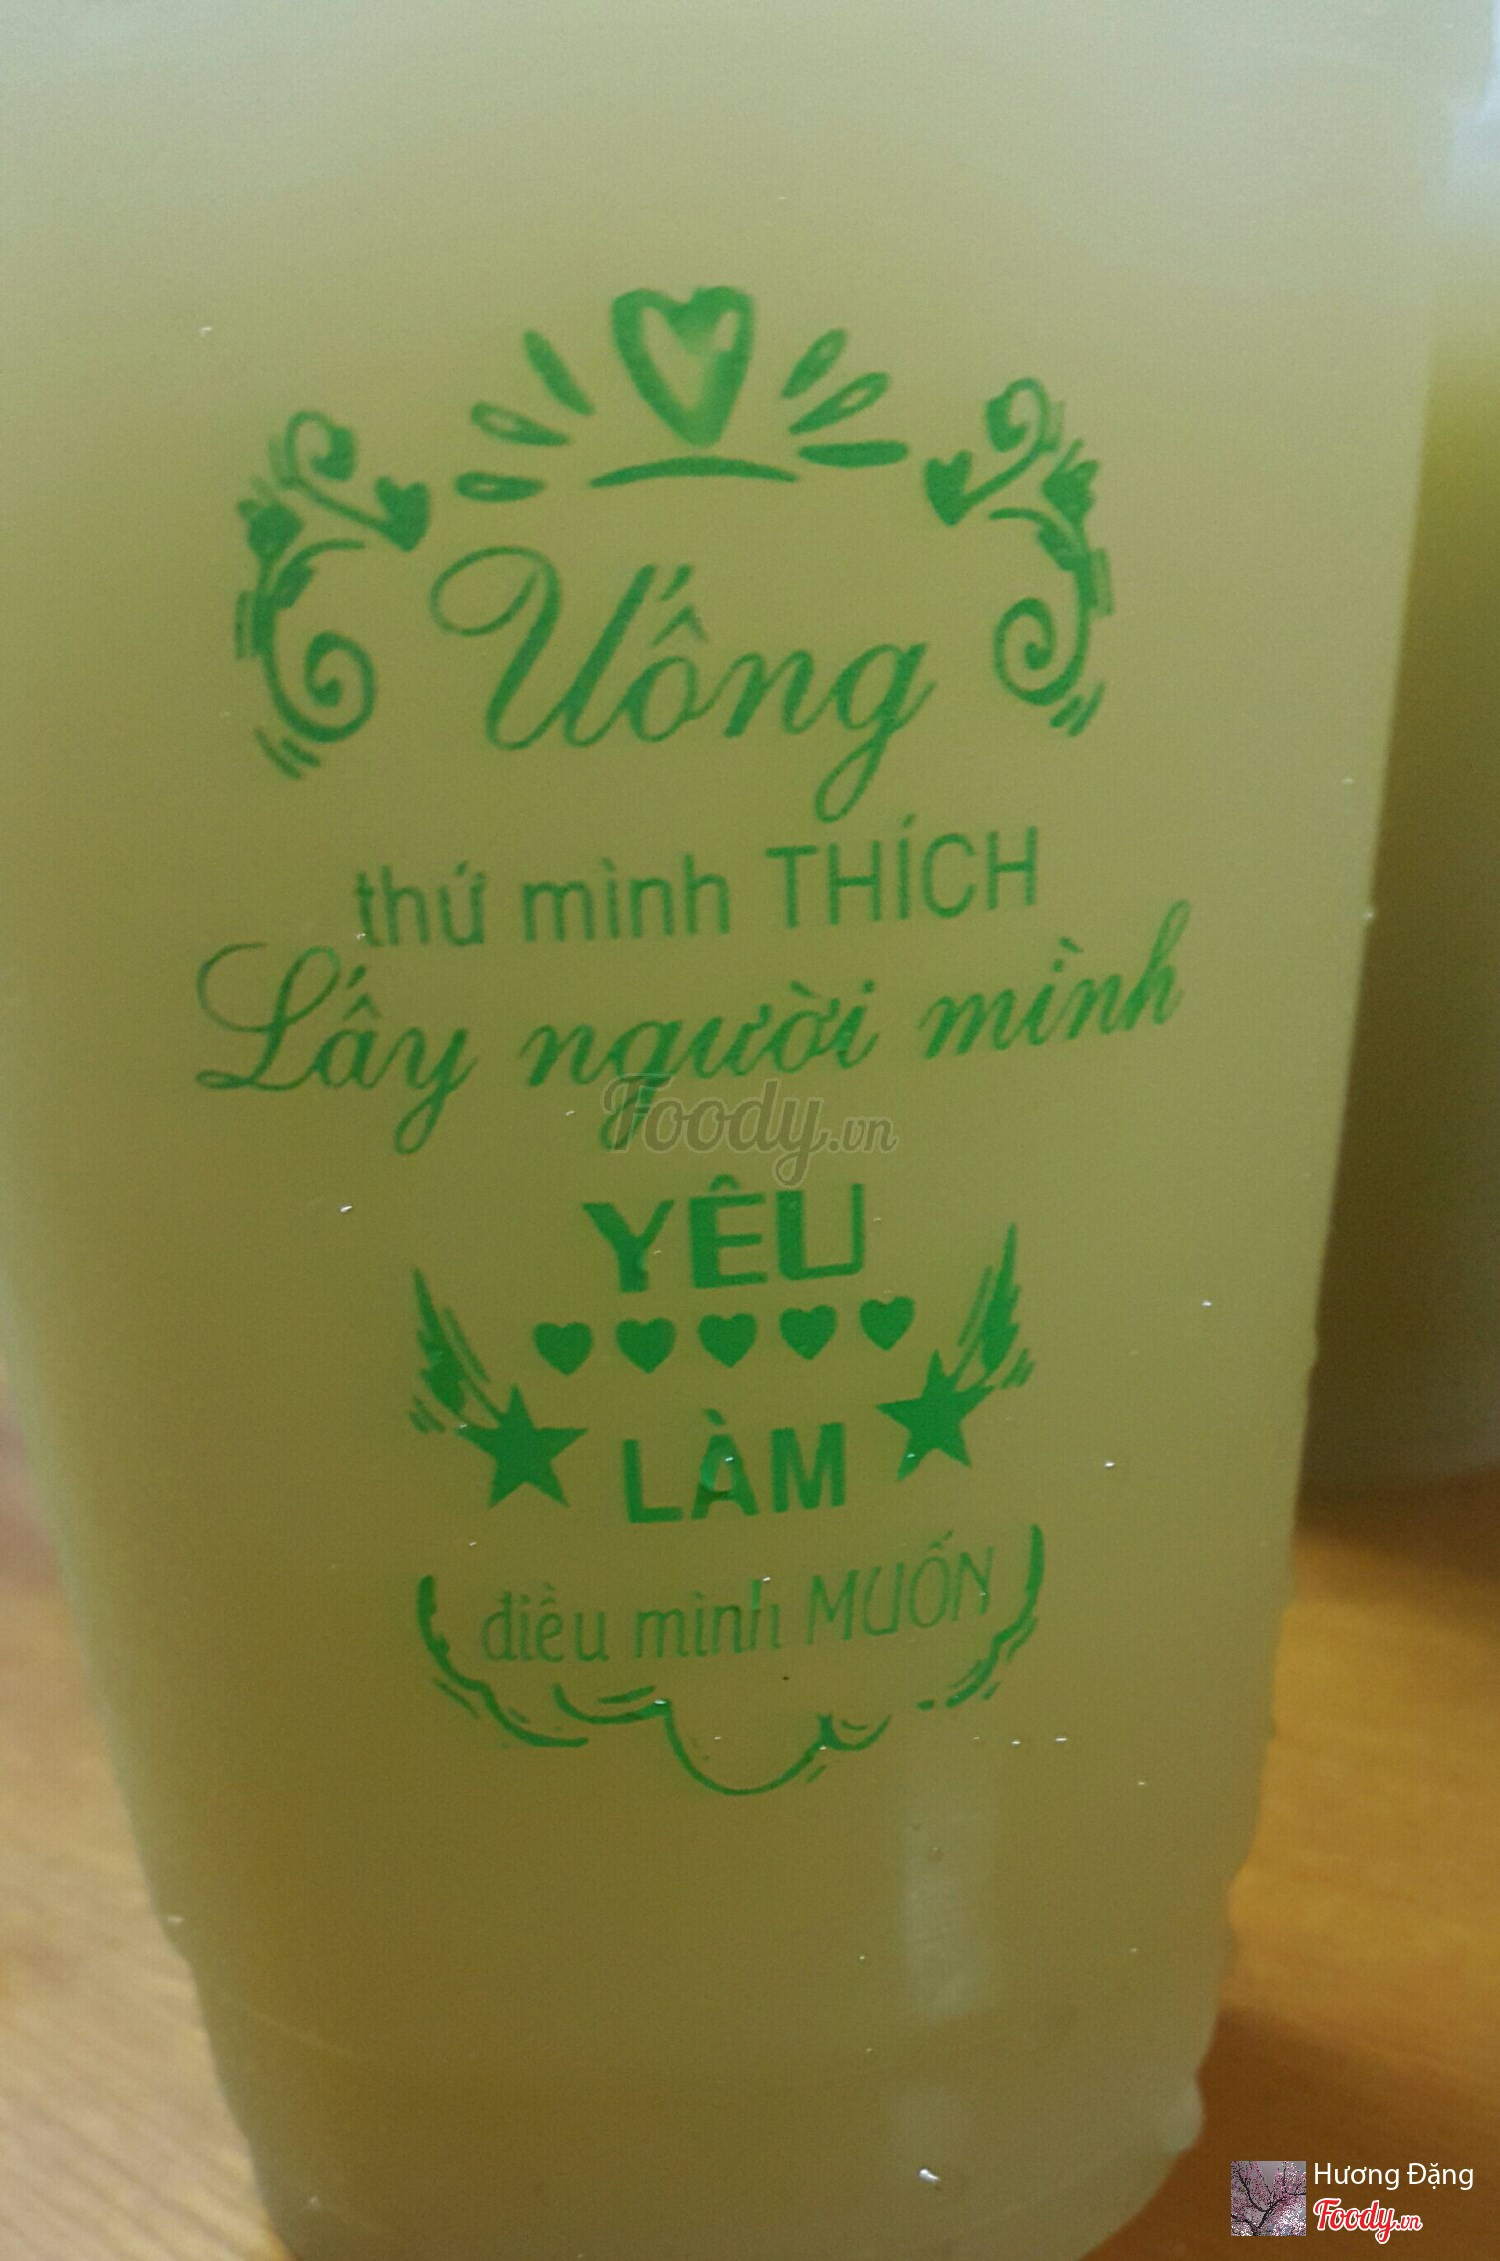 Uống
thứ mình THÍCH
Lấy người mình
Foody.vn
YÊU
LÀM
điều mình MUỐN
Hương Đặng
Foody.vn